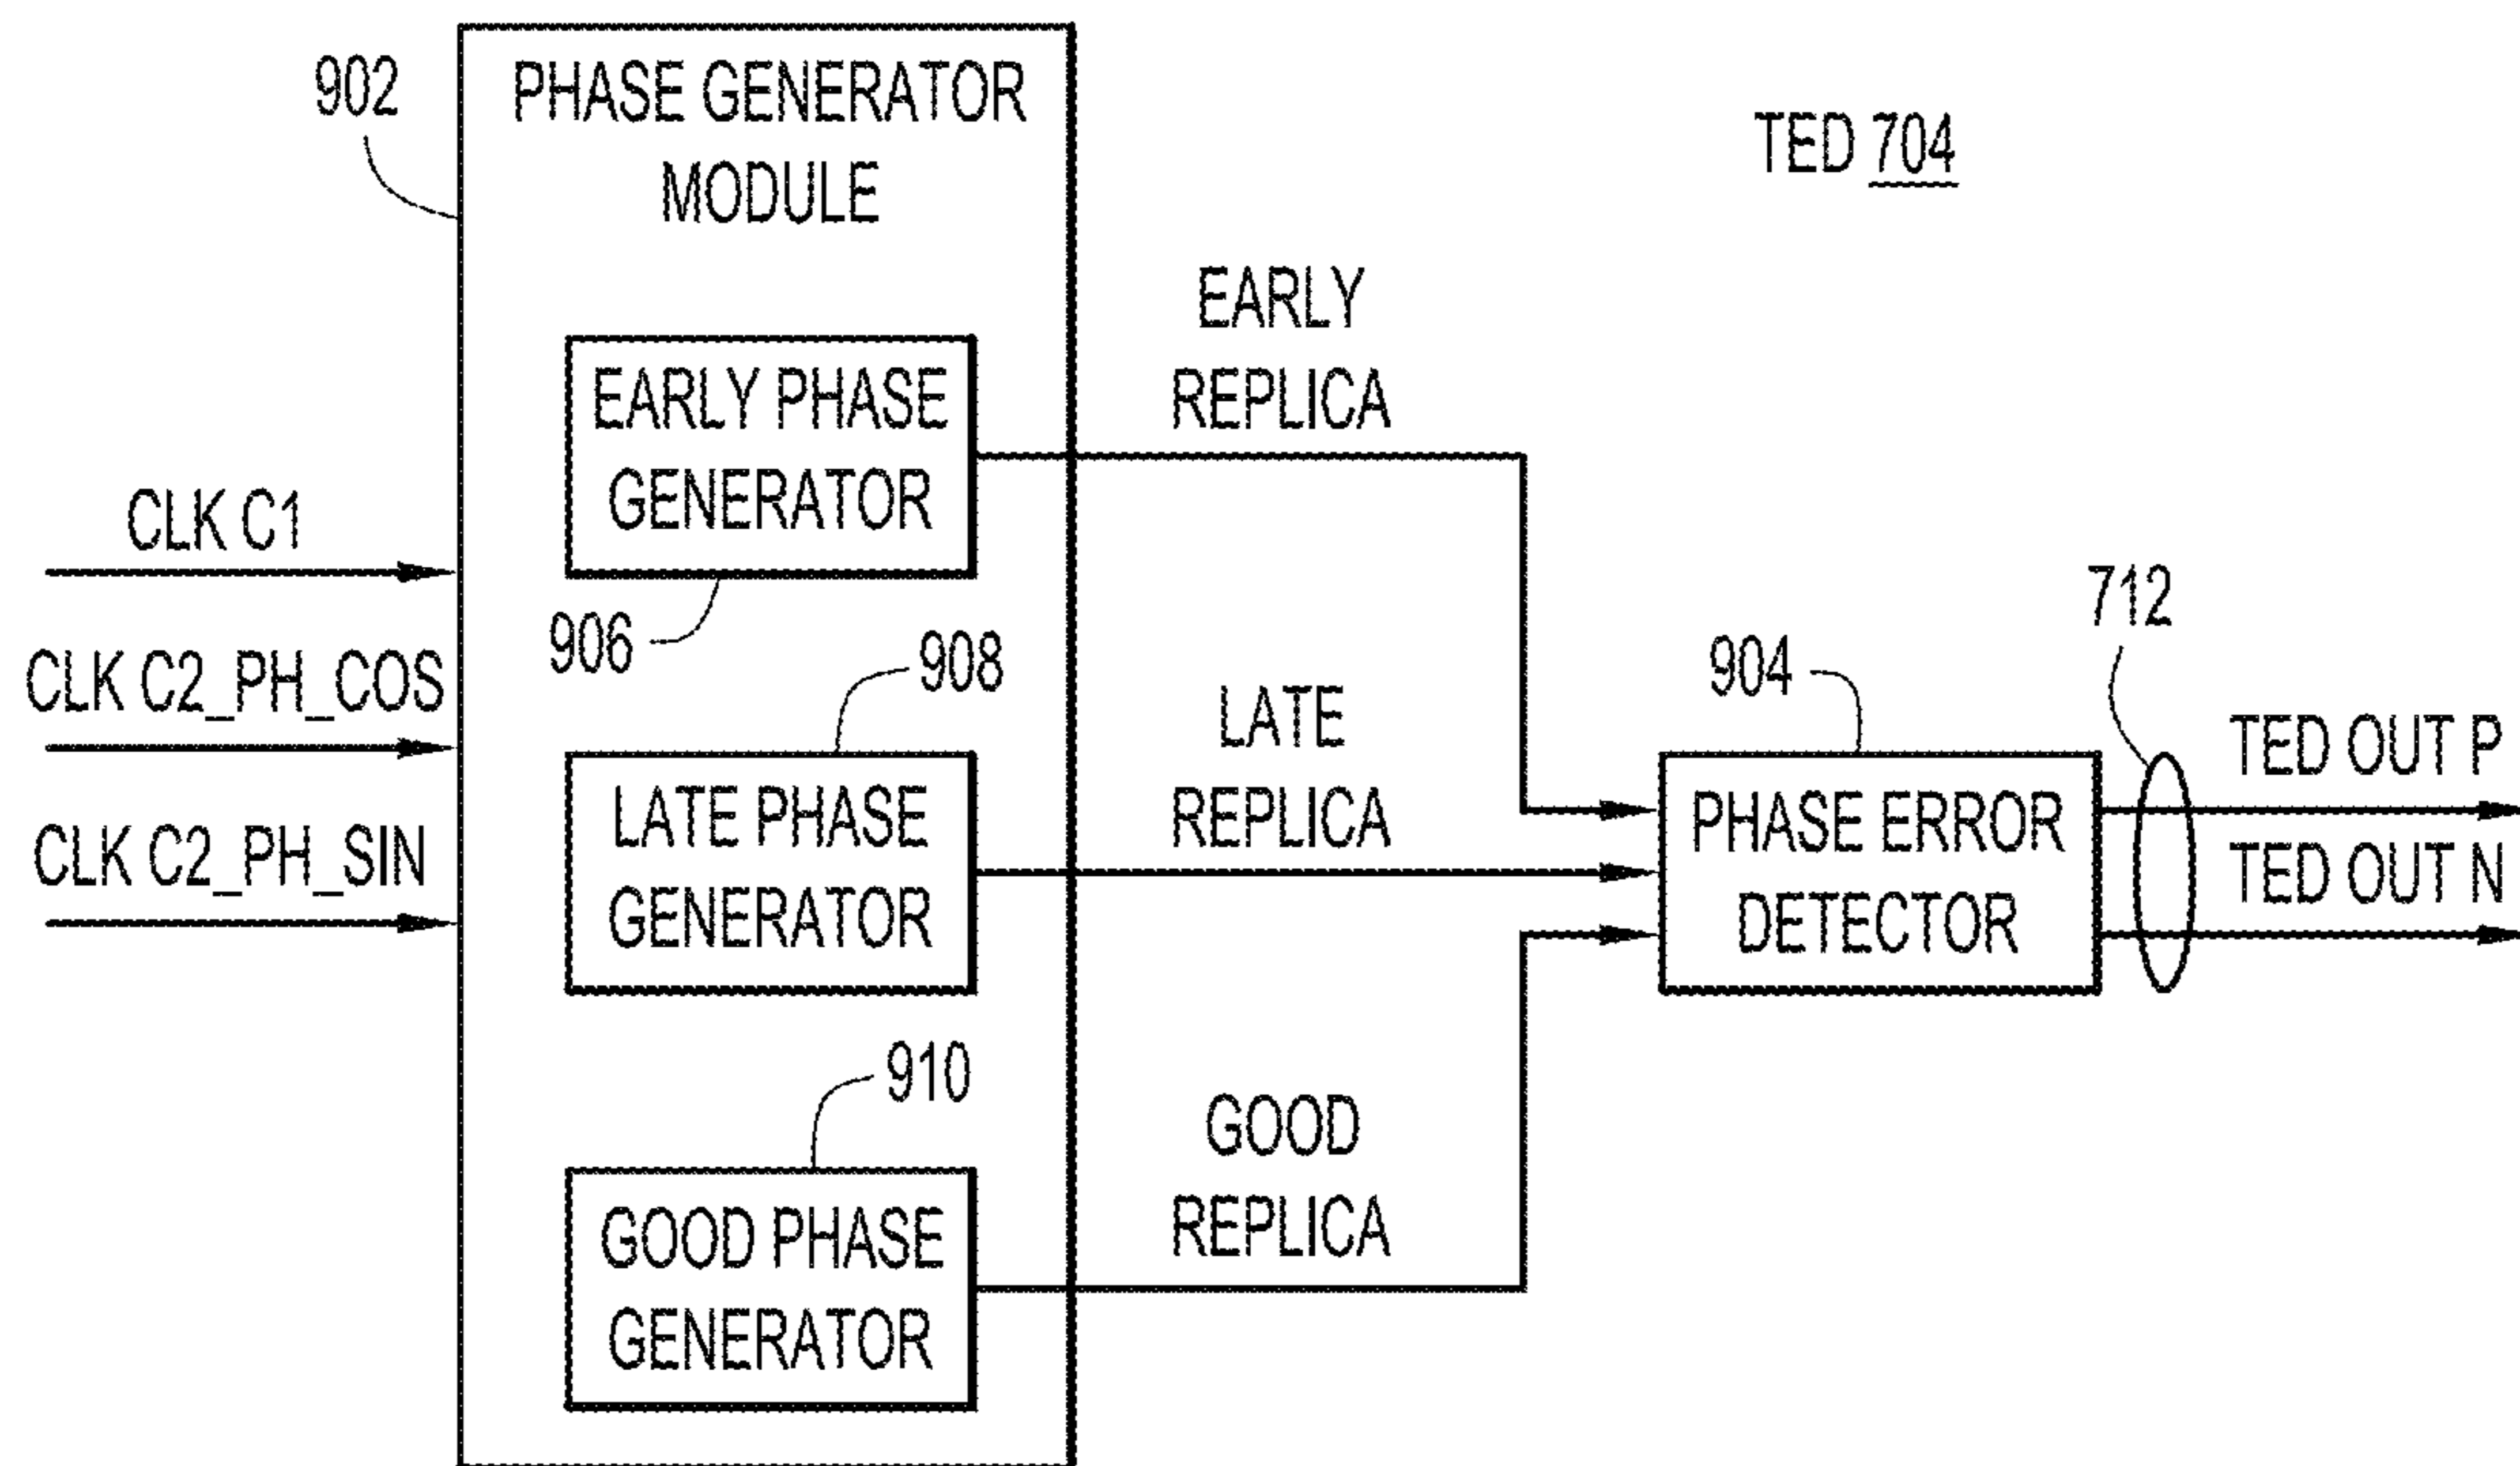 902
PHASE GENERATOR
MODULE
TED 704
EARLY
REPLICA
EARLY PHASE
GENERATOR
CLK C1
906
908
712
CLK C2_PH_COS
904
LATE
REPLICA
TED OUT P
LATE PHASE
GENERATOR
PHASE ERROR
DETECTOR
CLK C2_PH_SIN
TED OUT N
910
GOOD
REPLICA
GOOD PHASE
GENERATOR